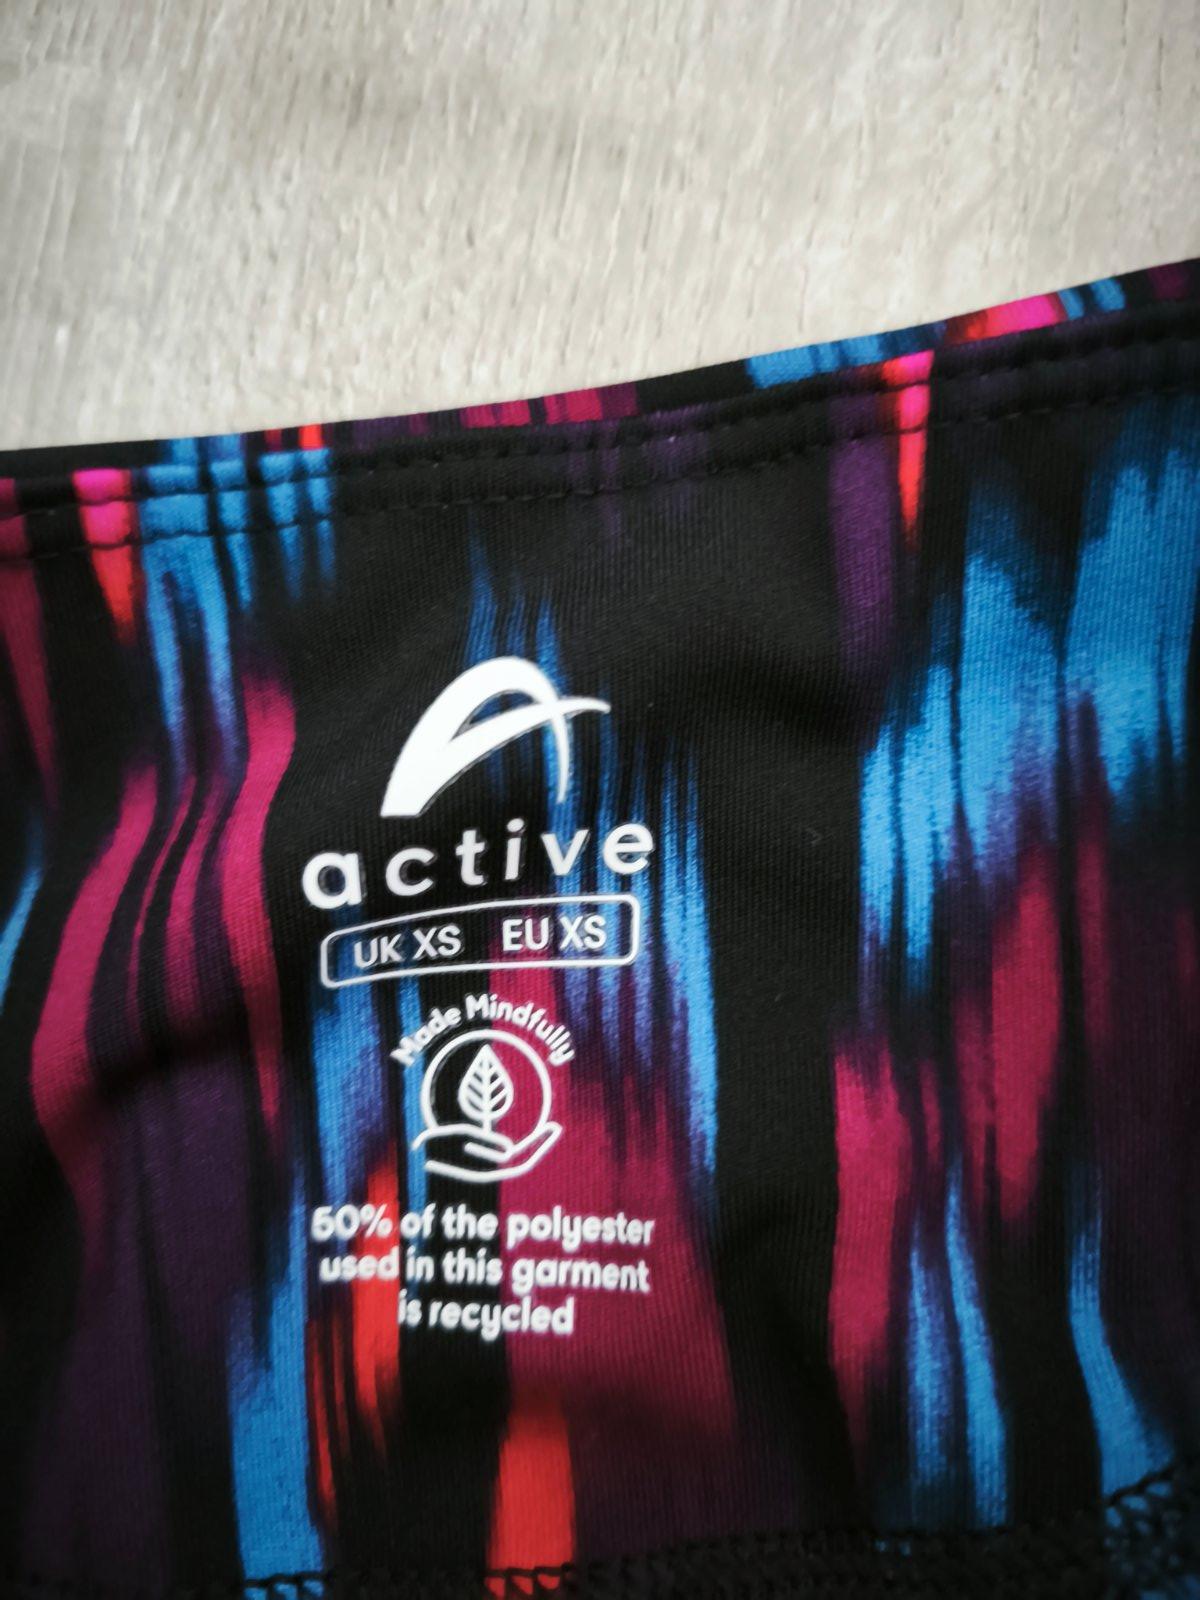 active
UK XS EU XS
Made Mindfully
50% of the polyester
used in this garment
is recycled